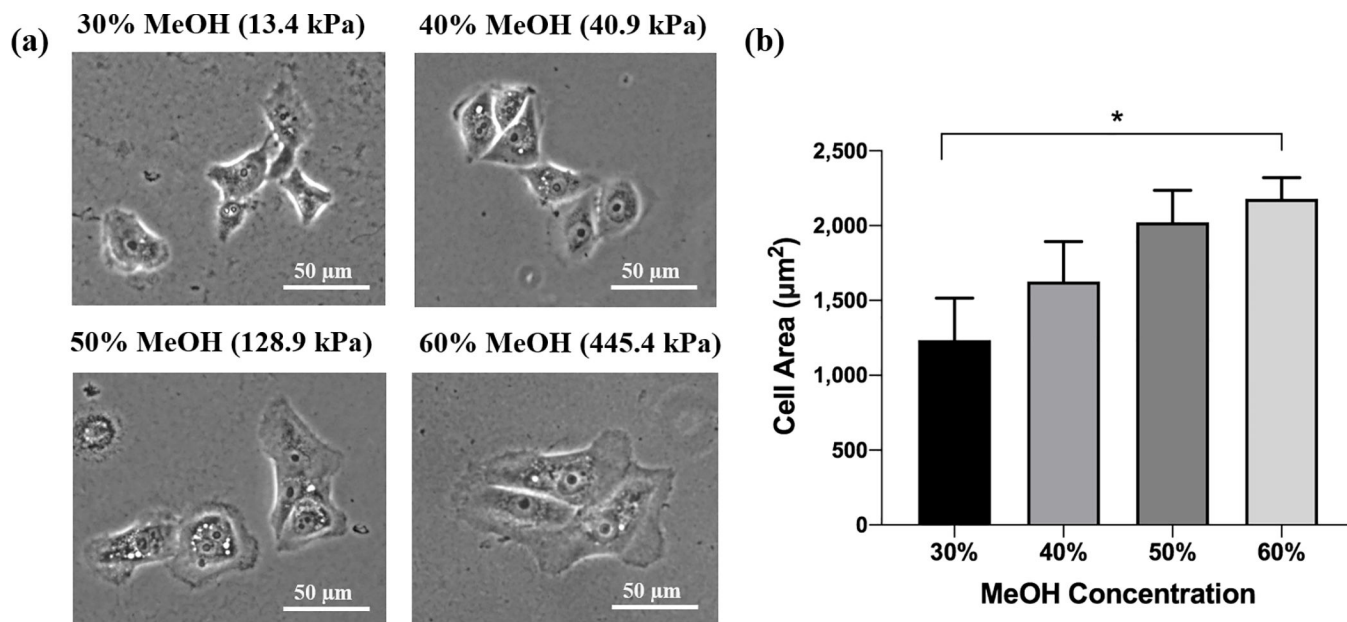 (a)
30% MeOH (13.4 kPa)
40% MeOH (40.9 kPa)
50 μm
50 μm
50% MeOH (128.9 kPa)
60% MeOH (445.4 kPa)
50 μm
50 μm
(b)
*
Cell Area (μm²)
2,500
2,000
1,500
1,000
500
0
30%
40%
50%
60%
MeOH Concentration